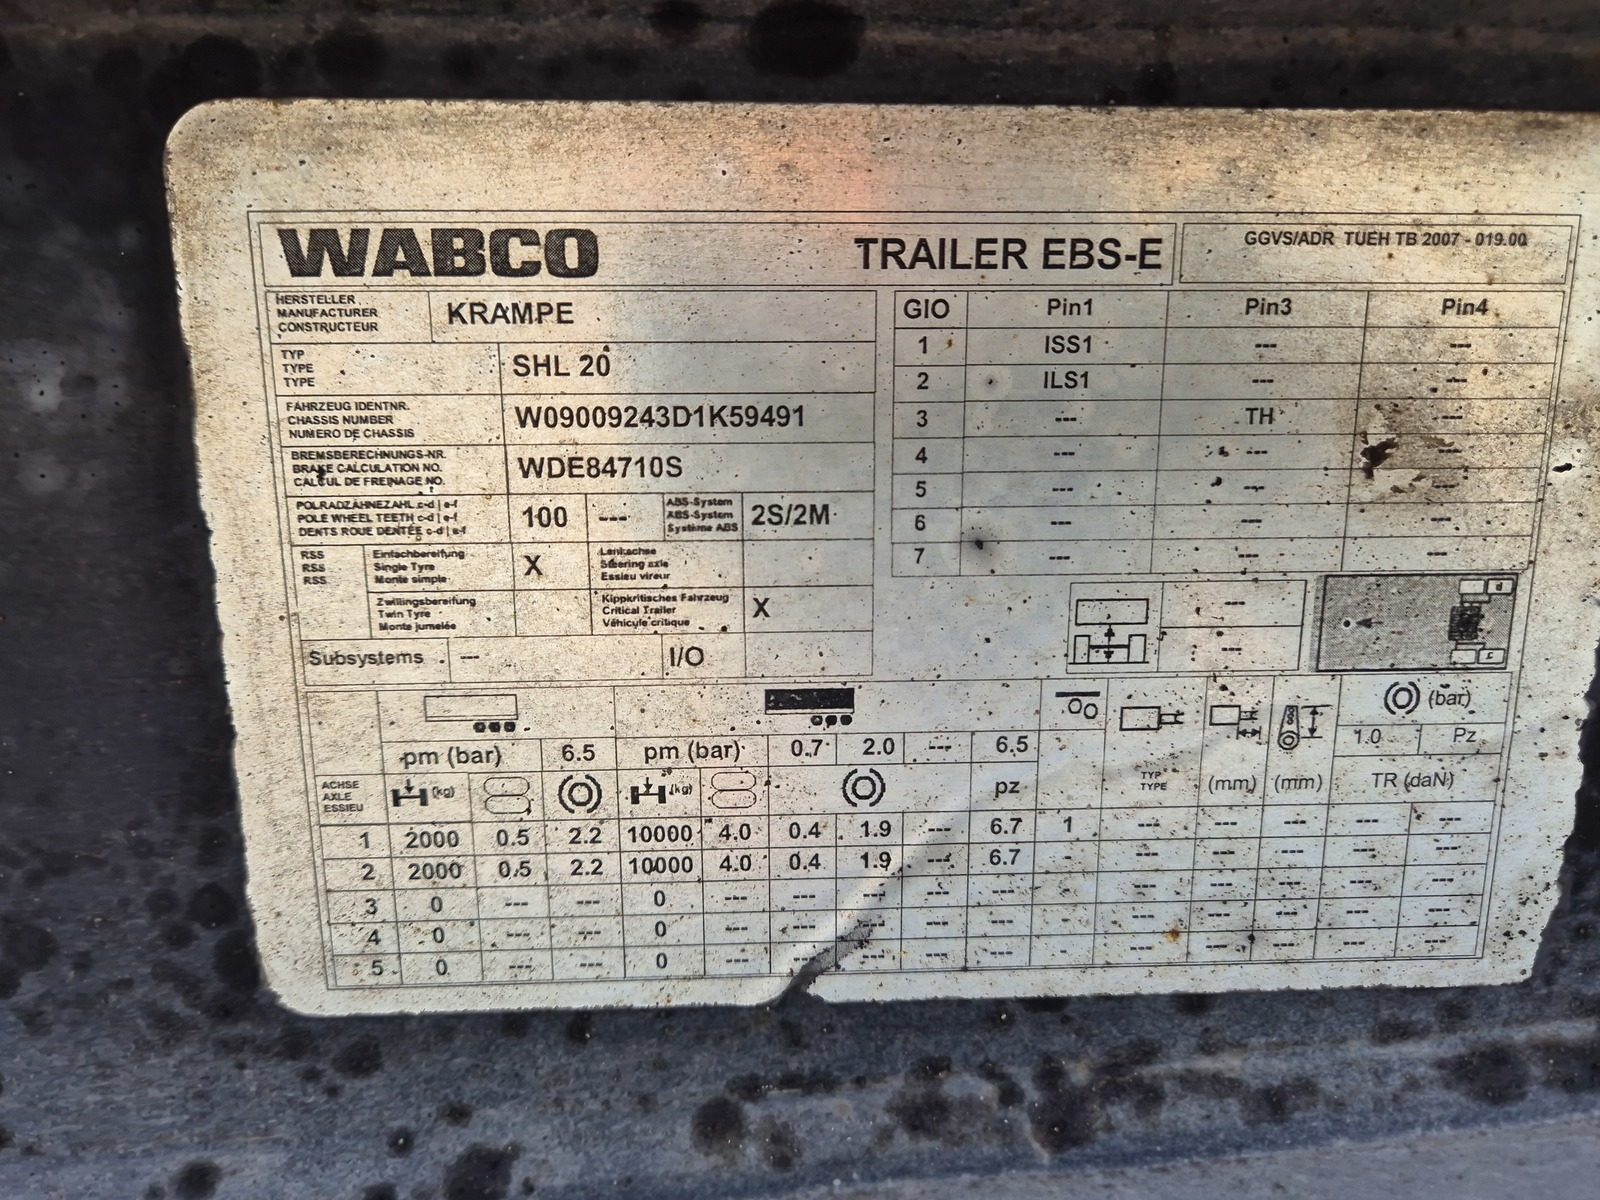 WABCO TRAILER EBS-E GGVS/ADR TUEH TB 2007 - 019.00
HERSTELLER
MANUFACTURER
CONSTRUCTEUR
KRAMPE
TYP
TYPE
TYPE
SHL 20
FAHRZEUG IDENTNR.
CHASSIS NUMBER
NUMERO DE CHASSIS
W09009243D1K59491
BREMSBERECHNUNGS-NR.
BRAKE CALCULATION NO.
CALCUL DE FREINAGE NO.
WDE84710S
POLRADZÄHNEZAHL c-d | e-f
POLE WHEEL TEETH c-d | e-f
DENTS ROUE DENTÉE c-d | e-f
100 ---
ABS-System
ABS-System
Système ABS
2S/2M
RSS
RSS
RSS
Einfachbereifung
Single Tyre
Monte simple
X
Lenkachse
Steering axle
Essieu vireur
Zwillingsbereifung
Twin Tyre
Monte jumelée
Kippkritisches Fahrzeug
Critical Trailer
Véhicule critique
X
Subsystems --- I/O
GIO Pin1 Pin3 Pin4
1 ISS1 --- ---
2 ILS1 --- ---
3 --- TH ---
4 --- --- ---
5 --- --- ---
6 --- --- ---
7 --- --- ---
---
---
(bar)
pm (bar) 6.5 pm (bar) 0.7 2.0 --- 6.5 1.0 Pz
ACHSE
AXLE
ESSIEU
(kg) (kg) pz
TYP
TYPE
(mm) (mm) TR (daN)
1 2000 0.5 2.2 10000 4.0 0.4 1.9 --- 6.7 1 --- --- --- --- ---
2 2000 0.5 2.2 10000 4.0 0.4 1.9 --- 6.7 - --- --- --- --- ---
3 0 --- --- 0 --- --- --- --- --- - --- --- --- --- ---
4 0 --- --- 0 --- --- --- --- --- - --- --- --- --- ---
5 0 --- --- 0 --- --- --- --- --- - --- --- --- --- ---